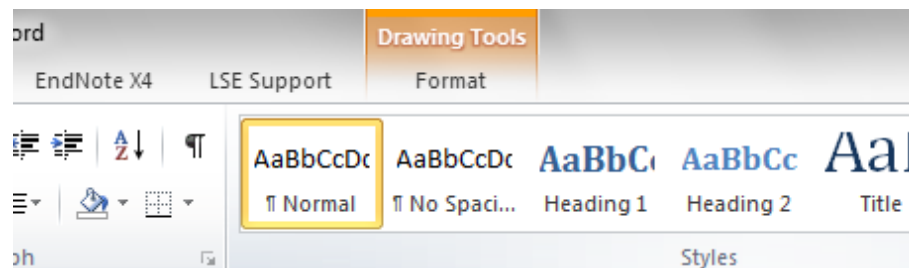 ord Drawing Tools
EndNote X4 LSE Support Format
AaBbCcDc AaBbCcDc AaBbC AaBbCc Aa
¶ Normal ¶ No Spaci... Heading 1 Heading 2 Title
ph Styles